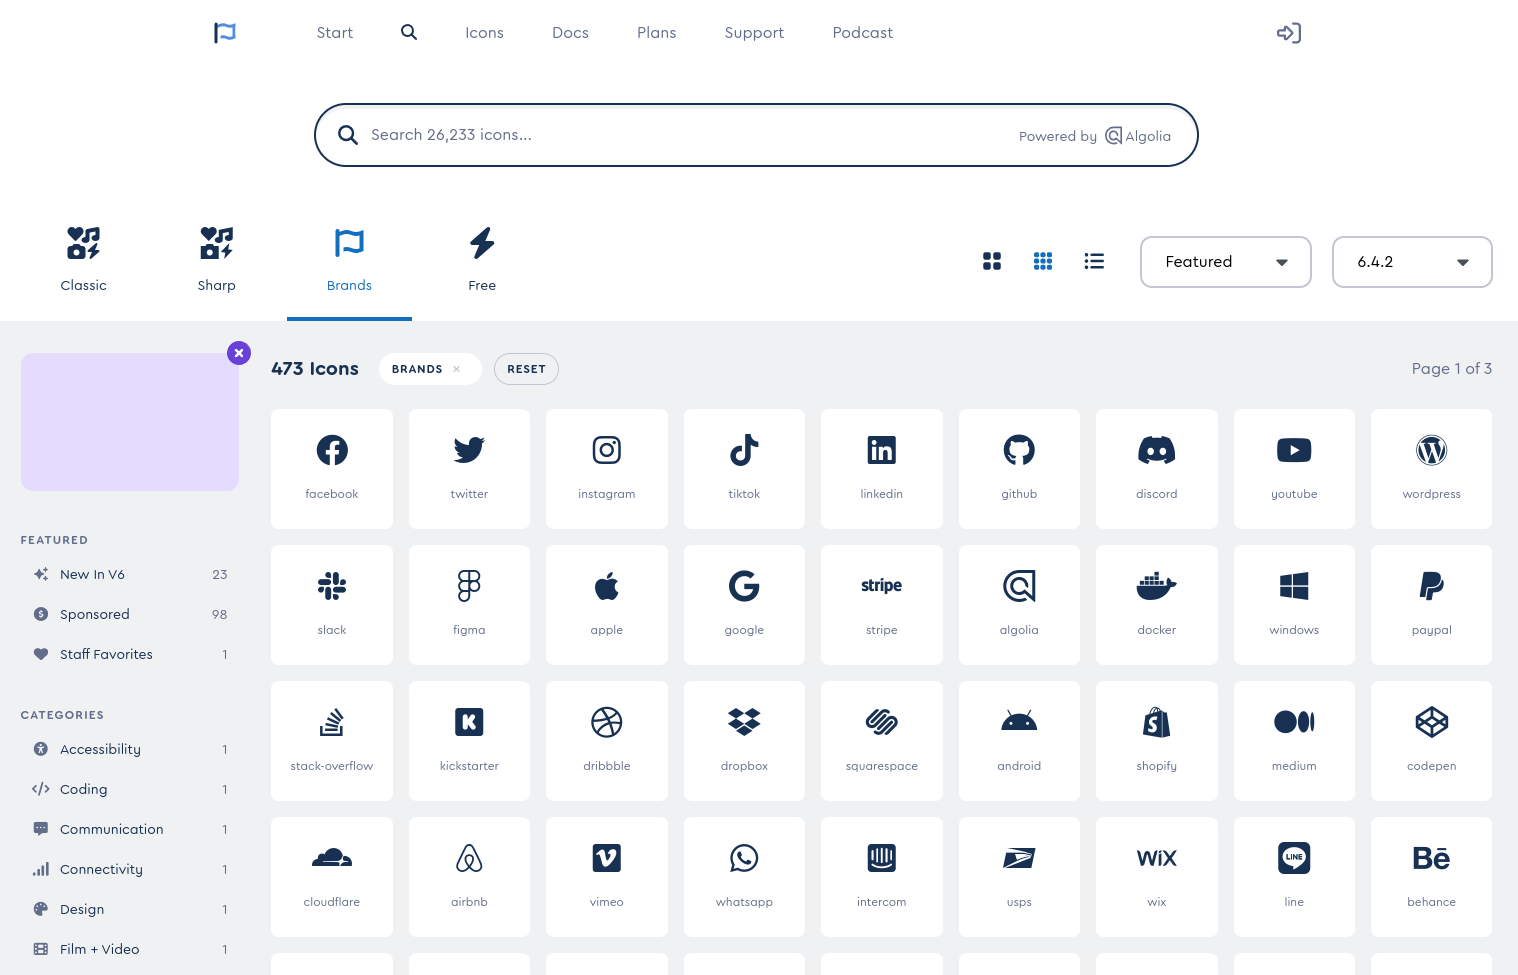 Start Icons Docs Plans Support Podcast
Search 26,233 icons... Powered by Algolia
Classic Sharp Brands Free
Featured 6.4.2
473 Icons BRANDS × RESET Page 1 of 3
facebook twitter instagram tiktok linkedin github discord youtube wordpress
FEATURED
New In V6 23
Sponsored 98
Staff Favorites 1
slack figma apple google stripe algolia docker windows paypal
stripe
CATEGORIES
Accessibility 1
Coding 1
Communication 1
Connectivity 1
Design 1
Film + Video 1
stack-overflow kickstarter dribbble dropbox squarespace android shopify medium codepen
WiX LINE Bē
cloudflare airbnb vimeo whatsapp intercom usps wix line behance